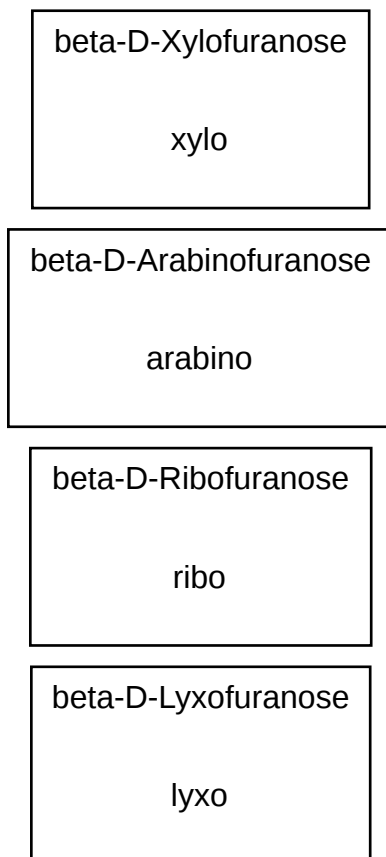 beta-D-Xylofuranose
xylo
beta-D-Arabinofuranose
arabino
beta-D-Ribofuranose
ribo
beta-D-Lyxofuranose
lyxo